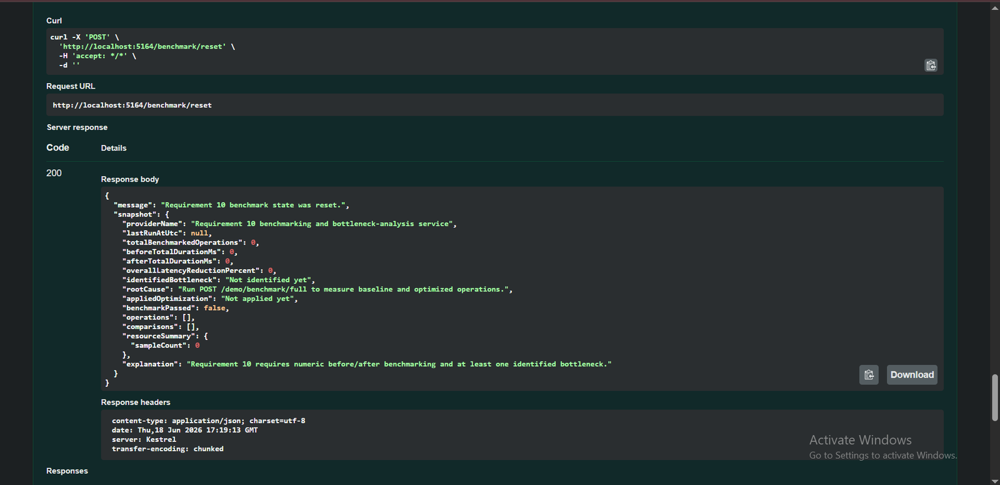 Curl
curl -X 'POST' \
  'http://localhost:5164/benchmark/reset' \
  -H 'accept: */*' \
  -d ''
Request URL
http://localhost:5164/benchmark/reset
Server response
Code Details
200
Response body
{
  "message": "Requirement 10 benchmark state was reset.",
  "snapshot": {
    "providerName": "Requirement 10 benchmarking and bottleneck-analysis service",
    "lastRunAtUtc": null,
    "totalBenchmarkedOperations": 0,
    "beforeTotalDurationMs": 0,
    "afterTotalDurationMs": 0,
    "overallLatencyReductionPercent": 0,
    "identifiedBottleneck": "Not identified yet",
    "rootCause": "Run POST /demo/benchmark/full to measure baseline and optimized operations.",
    "appliedOptimization": "Not applied yet",
    "benchmarkPassed": false,
    "operations": [],
    "comparisons": [],
    "resourceSummary": {
      "sampleCount": 0
    },
    "explanation": "Requirement 10 requires numeric before/after benchmarking and at least one identified bottleneck."
  }
}
Download
Response headers
content-type: application/json; charset=utf-8
date: Thu,18 Jun 2026 17:19:13 GMT
server: Kestrel
transfer-encoding: chunked
Activate Windows
Go to Settings to activate Windows.
Responses